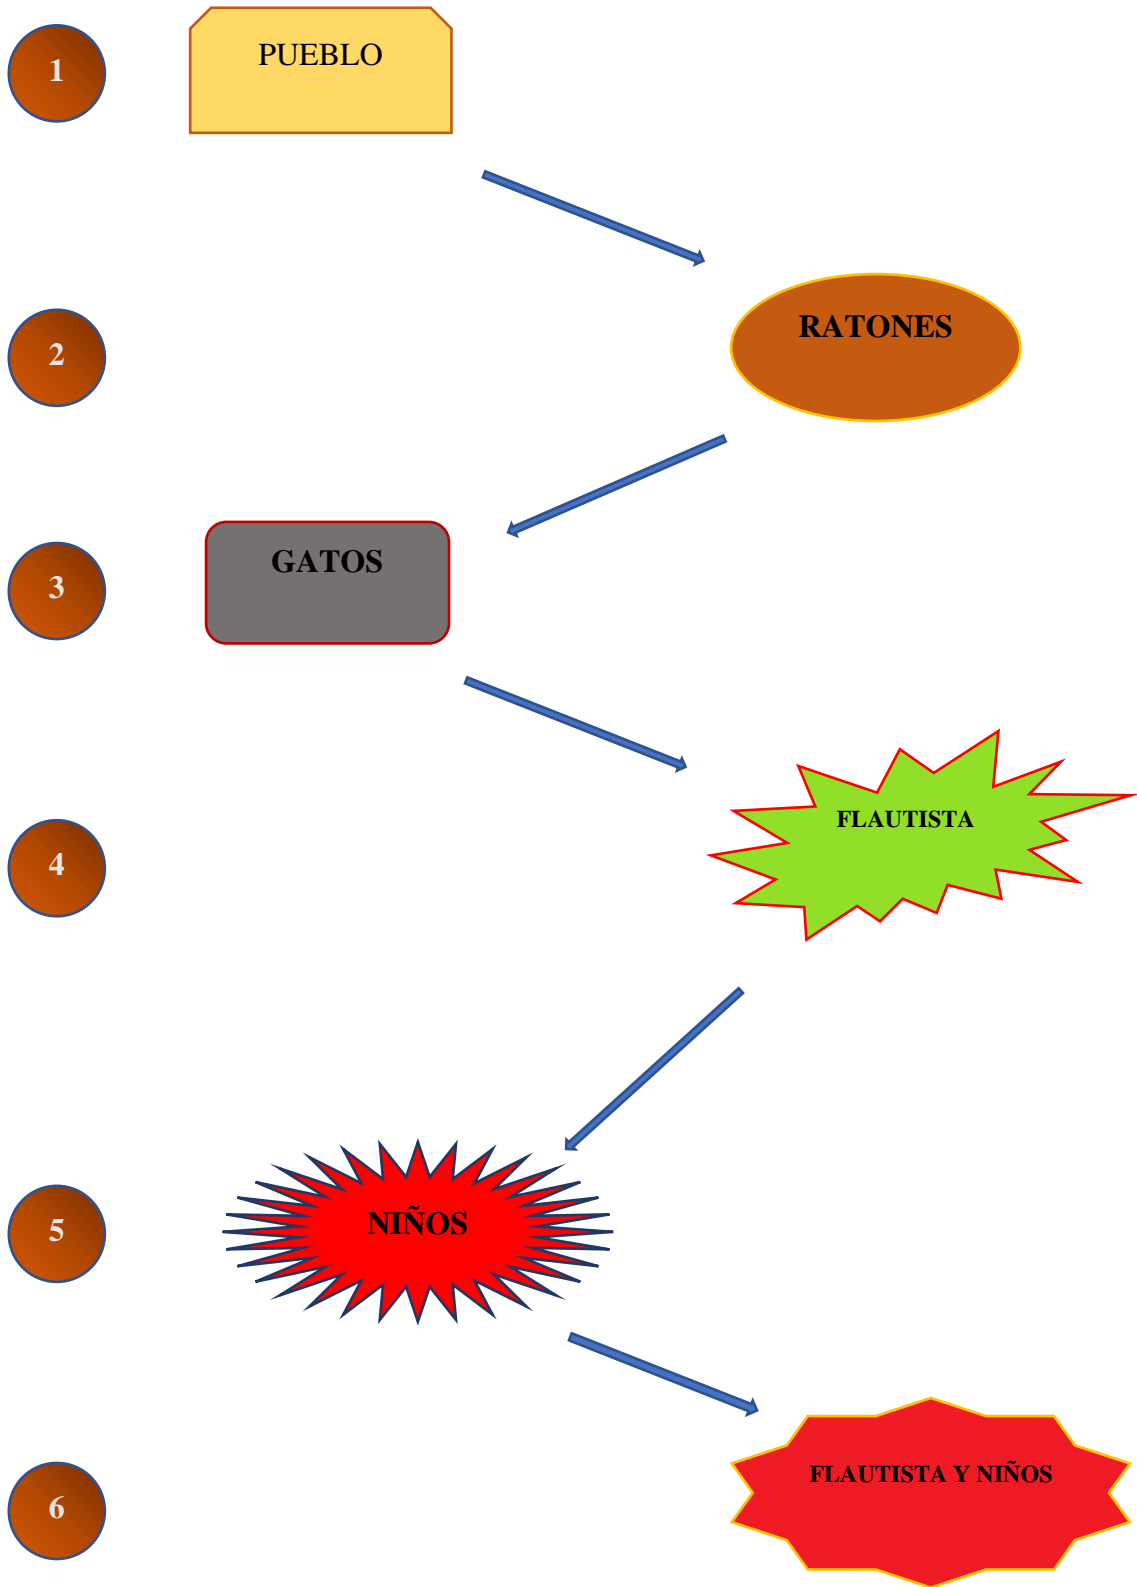 1
PUEBLO
2
RATONES
3
GATOS
4
FLAUTISTA
5
NIÑOS
6
FLAUTISTA Y NIÑOS